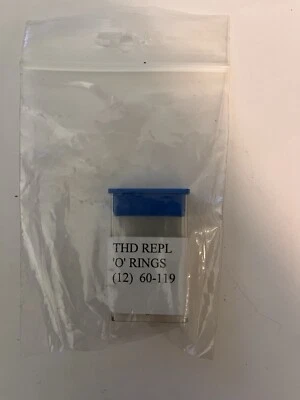 THD REPL
'O' RINGS
(12) 60-119